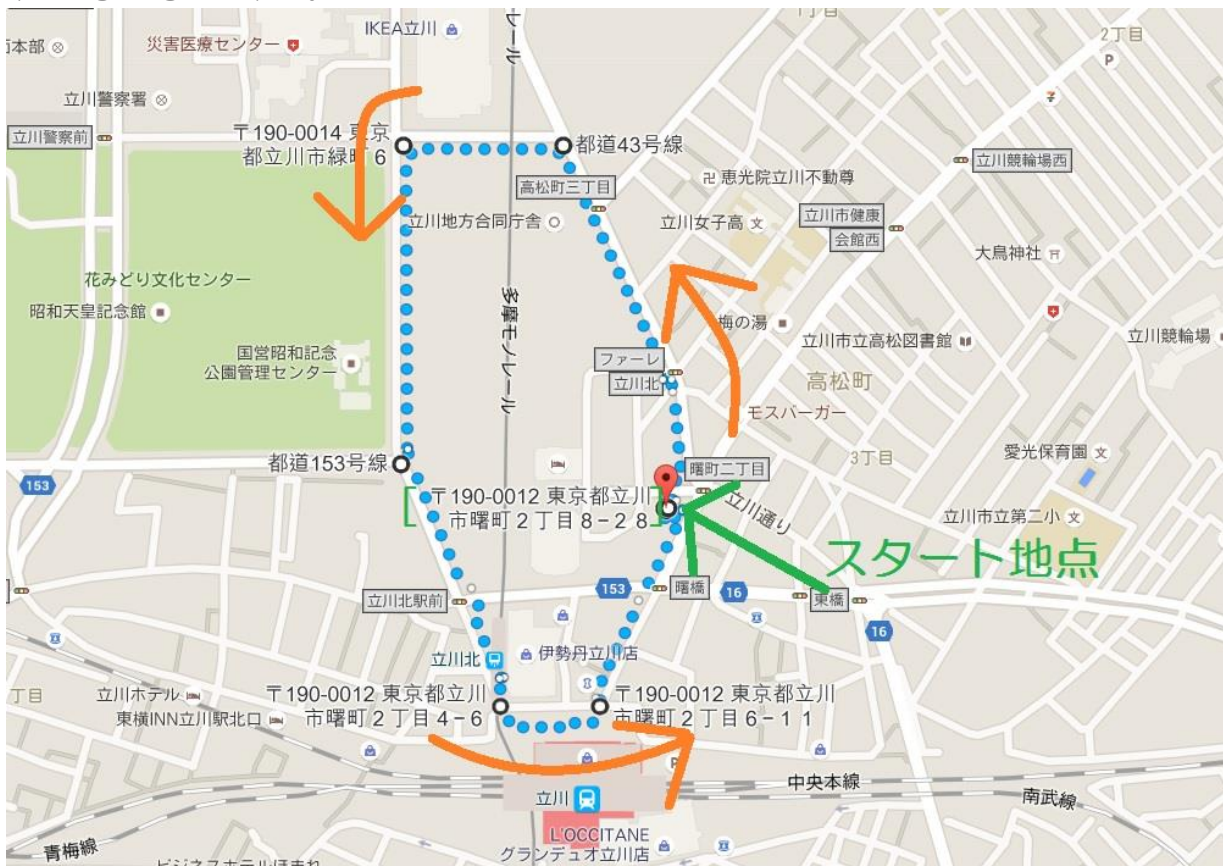 IKEA立川
災害医療センター
レール
1丁目
2丁目
P
本部
立川警察署
立川警察前
〒190-0014 東京
都立川市緑町6
都道43号線
高松町三丁目
立川地方合同庁舎
恵光院立川不動尊
立川女子高
立川競輪場西
立川市健康
会館西
大鳥神社
花みどり文化センター
昭和天皇記念館
国営昭和記念
公園管理センター
多摩モノレール
梅の湯
立川市立高松図書館
立川競輪場
ファーレ
立川北
高松町
モスバーガー
3丁目
愛光保育園
都道153号線
153
曙町二丁目
[〒190-0012 東京都立川]
市曙町2丁目8-28
立川通り
立川市立第二小
スタート地点
立川北駅前
153
曙橋
16
東橋
16
立川北
伊勢丹立川店
丁目
立川ホテル
東横INN立川駅北口
〒190-0012 東京都立川
市曙町2丁目4-6
〒190-0012 東京都立川
市曙町2丁目6-11
P
立川
中央本線
南武線
青梅線
L'OCCITANE
グランデュオ立川店